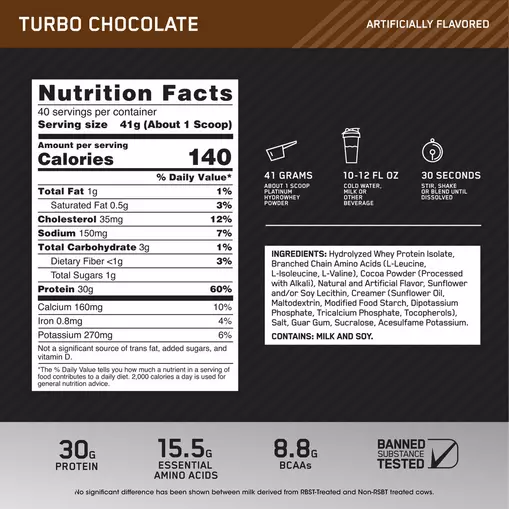 TURBO CHOCOLATE
ARTIFICIALLY FLAVORED
Nutrition Facts
40 servings per container
Serving size 41g (About 1 Scoop)
Amount per serving
Calories 140
% Daily Value*
Total Fat 1g 1%
Saturated Fat 0.5g 3%
Cholesterol 35mg 12%
Sodium 150mg 7%
Total Carbohydrate 3g 1%
Dietary Fiber <1g 3%
Total Sugars 1g
Protein 30g 60%
Calcium 160mg 10%
Iron 0.8mg 4%
Potassium 270mg 6%
Not a significant source of trans fat, added sugars, and
vitamin D.
*The % Daily Value tells you how much a nutrient in a serving of
food contributes to a daily diet. 2,000 calories a day is used for
general nutrition advice.
41 GRAMS
ABOUT 1 SCOOP
PLATINUM
HYDROWHEY
POWDER
10-12 FL OZ
COLD WATER,
MILK OR
OTHER
BEVERAGE
30 SECONDS
STIR, SHAKE
OR BLEND UNTIL
DISSOLVED
INGREDIENTS: Hydrolyzed Whey Protein Isolate,
Branched Chain Amino Acids (L-Leucine,
L-Isoleucine, L-Valine), Cocoa Powder (Processed
with Alkali), Natural and Artificial Flavor, Sunflower
and/or Soy Lecithin, Creamer (Sunflower Oil,
Maltodextrin, Modified Food Starch, Dipotassium
Phosphate, Tricalcium Phosphate, Tocopherols),
Salt, Guar Gum, Sucralose, Acesulfame Potassium.
CONTAINS: MILK AND SOY.
30G
PROTEIN
15.5G
ESSENTIAL
AMINO ACIDS
8.8G
BCAAs
BANNED
SUBSTANCE
TESTED
No significant difference has been shown between milk derived from RBST-Treated and Non-RSBT treated cows.